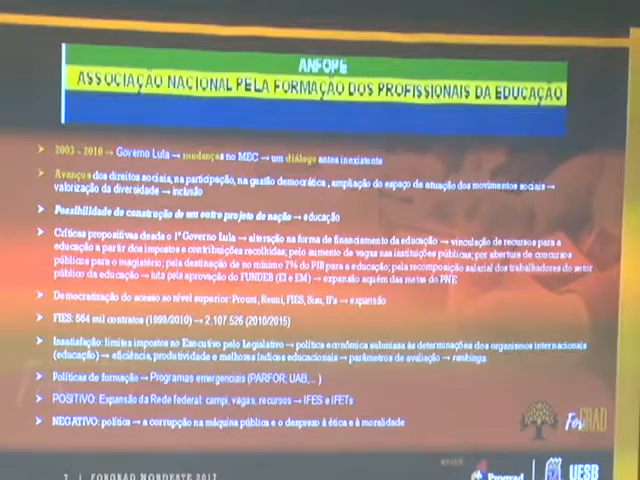 ANFOPE
ASSOCIAÇÃO NACIONAL PELA FORMAÇÃO DOS PROFISSIONAIS DA EDUCAÇÃO
➤ 2003 - 2010 → Governo Lula → mudanças no MEC → um diálogo antes inexistente
➤ Avanços dos direitos sociais, na participação, na gestão democrática, ampliação do espaço de atuação dos movimentos sociais →
valorização da diversidade → inclusão
➤ Possibilidade de construção de um outro projeto de nação → educação
➤ Críticas propositivas desde o 1º Governo Lula → alteração na forma de financiamento da educação → vinculação de recursos para a
educação a partir dos impostos e contribuições recolhidas; pelo aumento de vagas nas instituições públicas; por abertura de concursos
públicos para o magistério; pela destinação de no mínimo 7% do PIB para a educação; pela recomposição salarial dos trabalhadores do setor
público da educação → luta pela aprovação do FUNDEB (EI e EM) → expansão aquém das metas do PNE
➤ Democratização do acesso ao nível superior: Prouni, Reuni, FIES, Sisu, IFs → expansão
➤ FIES: 564 mil contratos (1999/2010) → 2.107.526 (2010/2015)
➤ Insatisfação: limites impostos ao Executivo pelo Legislativo → política econômica submissa às determinações dos organismos internacionais
(educação) → eficiência, produtividade e melhores índices educacionais → parâmetros de avaliação → rankings
➤ Políticas de formação → Programas emergenciais (PARFOR; UAB, ... )
➤ POSITIVO: Expansão da Rede federal: campi, vagas, recursos → IFES e IFETs
➤ NEGATIVO: política → a corrupção na máquina pública e o desprezo à ética e à moralidade
ForGRAD
7 | FORGRAD NORDESTE 2017
Prograd
UESB